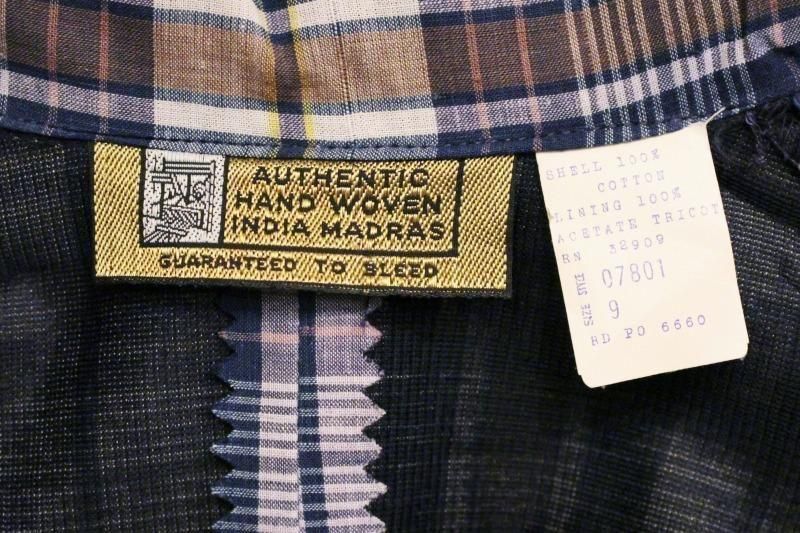 AUTHENTIC
HAND WOVEN
INDIA MADRAS
GUARANTEED TO BLEED
SHELL 100%
COTTON
LINING 100%
ACETATE TRICOT
RN 32909
STYLE 07801
SIZE 9
RD PO 6660